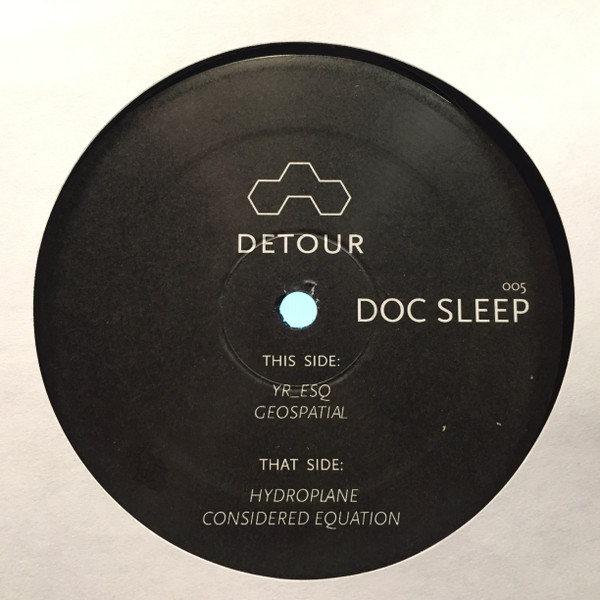 DETOUR
005
DOC SLEEP
THIS SIDE:
YR_ESQ
GEOSPATIAL
THAT SIDE:
HYDROPLANE
CONSIDERED EQUATION